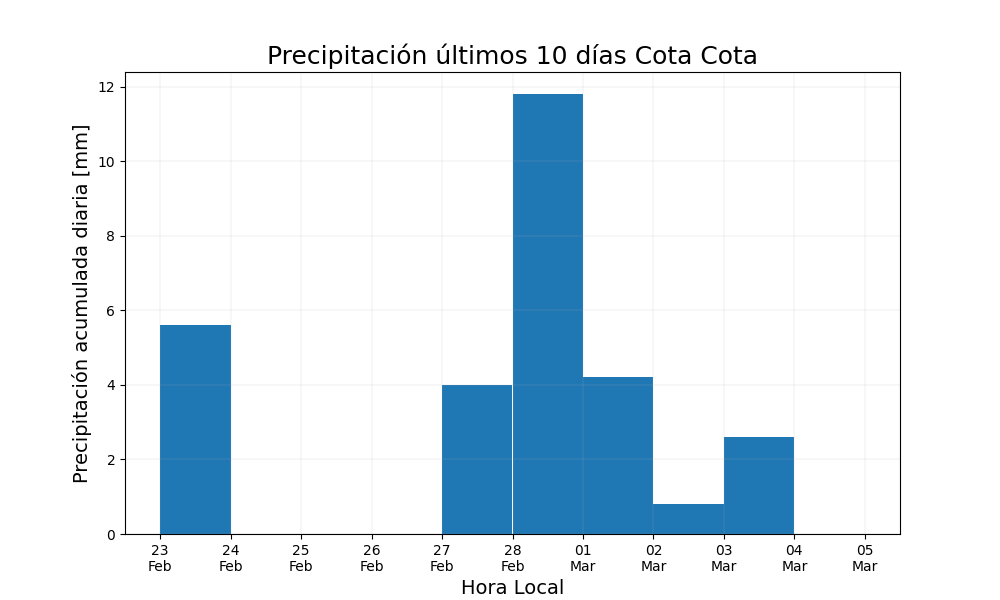 Precipitación últimos 10 días Cota Cota
Precipitación acumulada diaria [mm]
12
10
8
6
4
2
0
23 24 25 26 27 28 01 02 03 04 05
Feb Feb Feb Feb Feb Feb Mar Mar Mar Mar Mar
Hora Local